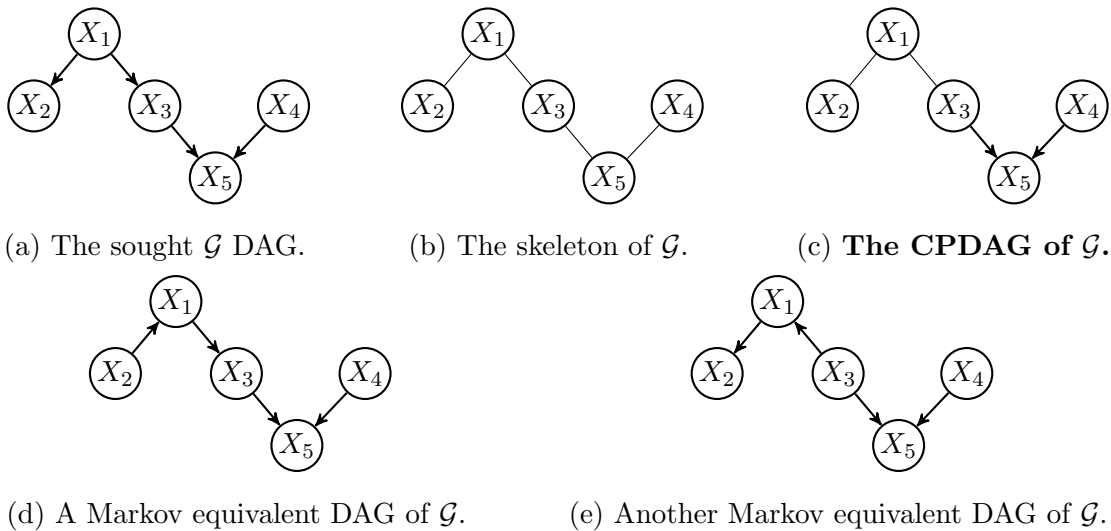 X₁ X₁ X₁
X₂ X₃ X₄ X₂ X₃ X₄ X₂ X₃ X₄
X₅ X₅ X₅
(a) The sought 𝒢 DAG. (b) The skeleton of 𝒢. (c) The CPDAG of 𝒢.
X₁ X₁
X₂ X₃ X₄ X₂ X₃ X₄
X₅ X₅
(d) A Markov equivalent DAG of 𝒢. (e) Another Markov equivalent DAG of 𝒢.